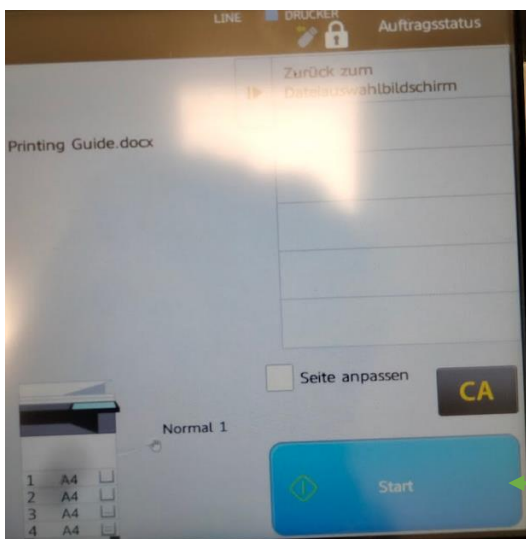 LINE
DRUCKER
Auftragsstatus
Zurück zum
Dateiauswahlbildschirm
Printing Guide.docx
Seite anpassen
CA
Normal 1
1 A4
2 A4
3 A4
4 A4
Start